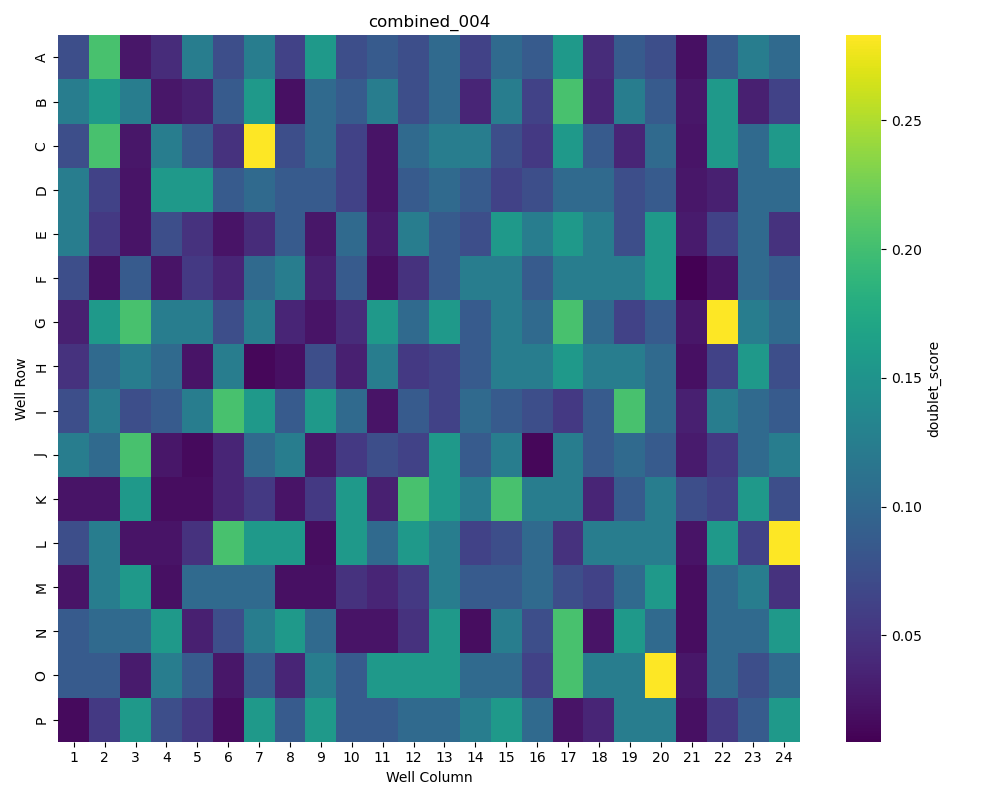 combined_004
Well Row
A
B
C
D
E
F
G
H
I
J
K
L
M
N
O
P
1 2 3 4 5 6 7 8 9 10 11 12 13 14 15 16 17 18 19 20 21 22 23 24
Well Column
0.25
0.20
0.15
0.10
0.05
doublet_score